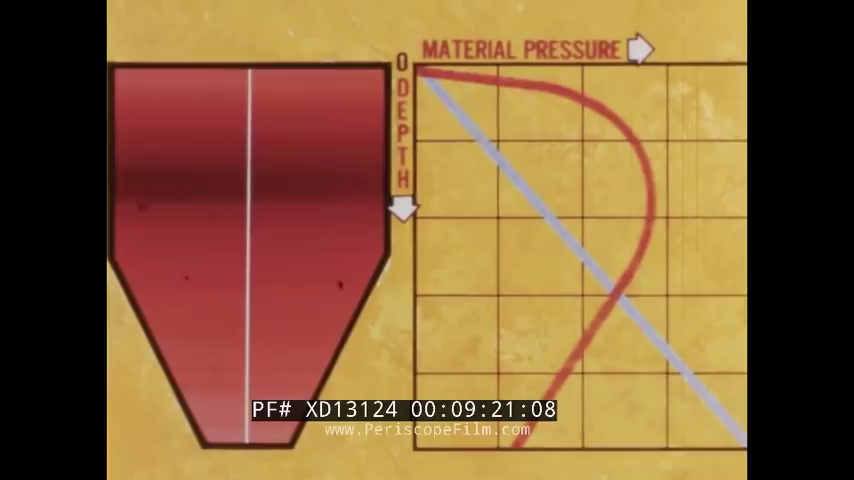 MATERIAL PRESSURE
0
DEPTH
PF# XD13124 00:09:21:08
www.PeriscopeFilm.com